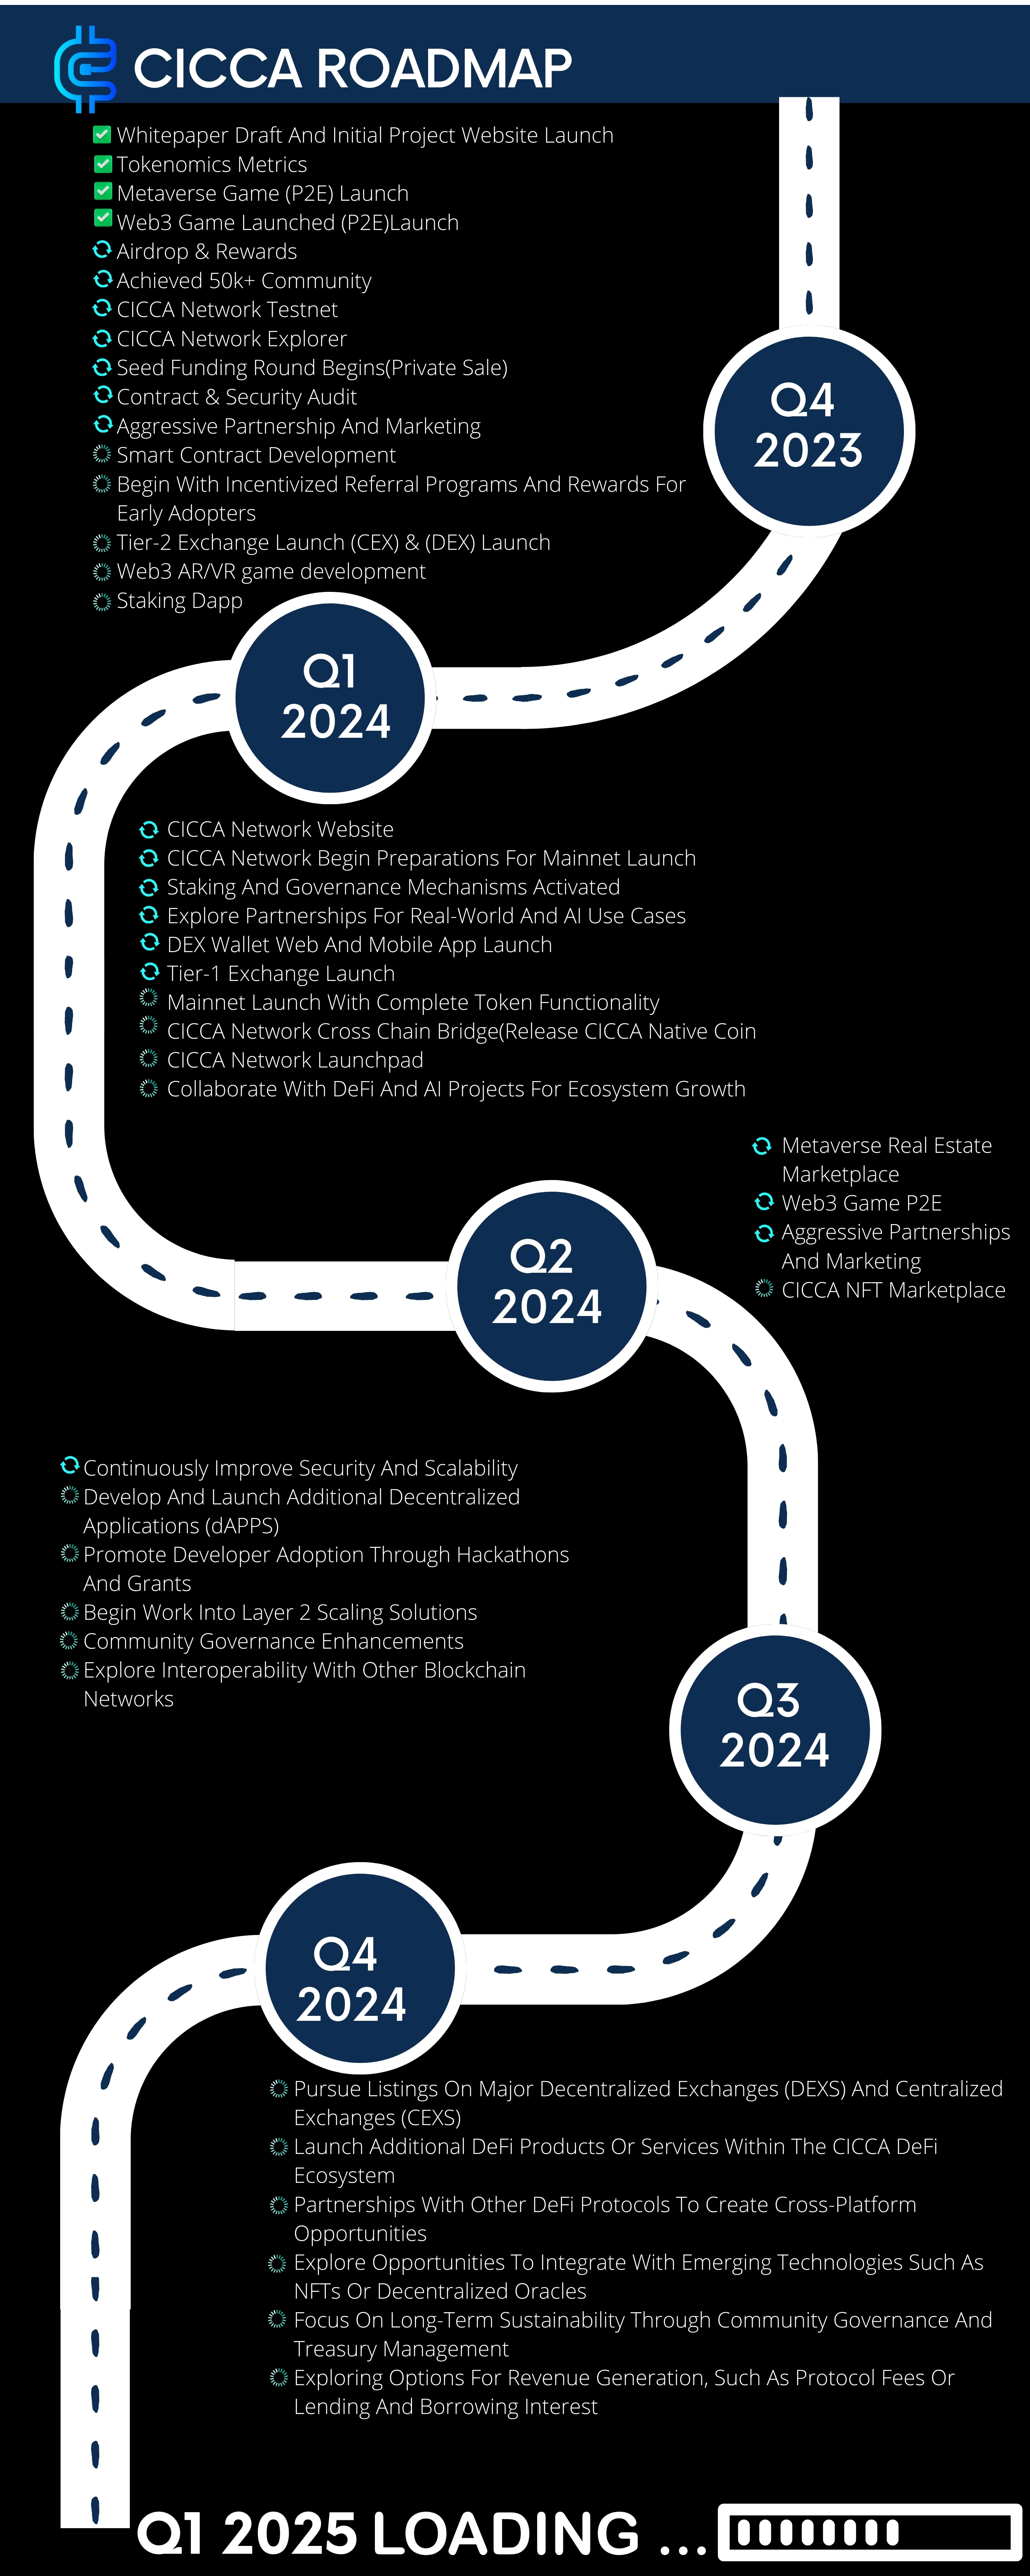 CICCA ROADMAP
Whitepaper Draft And Initial Project Website Launch
Tokenomics Metrics
Metaverse Game (P2E) Launch
Web3 Game Launched (P2E)Launch
Airdrop & Rewards
Achieved 50k+ Community
CICCA Network Testnet
CICCA Network Explorer
Seed Funding Round Begins(Private Sale)
Contract & Security Audit
Aggressive Partnership And Marketing
Smart Contract Development
Begin With Incentivized Referral Programs And Rewards For
Early Adopters
Tier-2 Exchange Launch (CEX) & (DEX) Launch
Web3 AR/VR game development
Staking Dapp
Q4
2023
Q1
2024
CICCA Network Website
CICCA Network Begin Preparations For Mainnet Launch
Staking And Governance Mechanisms Activated
Explore Partnerships For Real-World And AI Use Cases
DEX Wallet Web And Mobile App Launch
Tier-1 Exchange Launch
Mainnet Launch With Complete Token Functionality
CICCA Network Cross Chain Bridge(Release CICCA Native Coin
CICCA Network Launchpad
Collaborate With DeFi And AI Projects For Ecosystem Growth
Q2
2024
Metaverse Real Estate
Marketplace
Web3 Game P2E
Aggressive Partnerships
And Marketing
CICCA NFT Marketplace
Continuously Improve Security And Scalability
Develop And Launch Additional Decentralized
Applications (dAPPS)
Promote Developer Adoption Through Hackathons
And Grants
Begin Work Into Layer 2 Scaling Solutions
Community Governance Enhancements
Explore Interoperability With Other Blockchain
Networks
Q3
2024
Q4
2024
Pursue Listings On Major Decentralized Exchanges (DEXS) And Centralized
Exchanges (CEXS)
Launch Additional DeFi Products Or Services Within The CICCA DeFi
Ecosystem
Partnerships With Other DeFi Protocols To Create Cross-Platform
Opportunities
Explore Opportunities To Integrate With Emerging Technologies Such As
NFTs Or Decentralized Oracles
Focus On Long-Term Sustainability Through Community Governance And
Treasury Management
Exploring Options For Revenue Generation, Such As Protocol Fees Or
Lending And Borrowing Interest
Q1 2025 LOADING ...